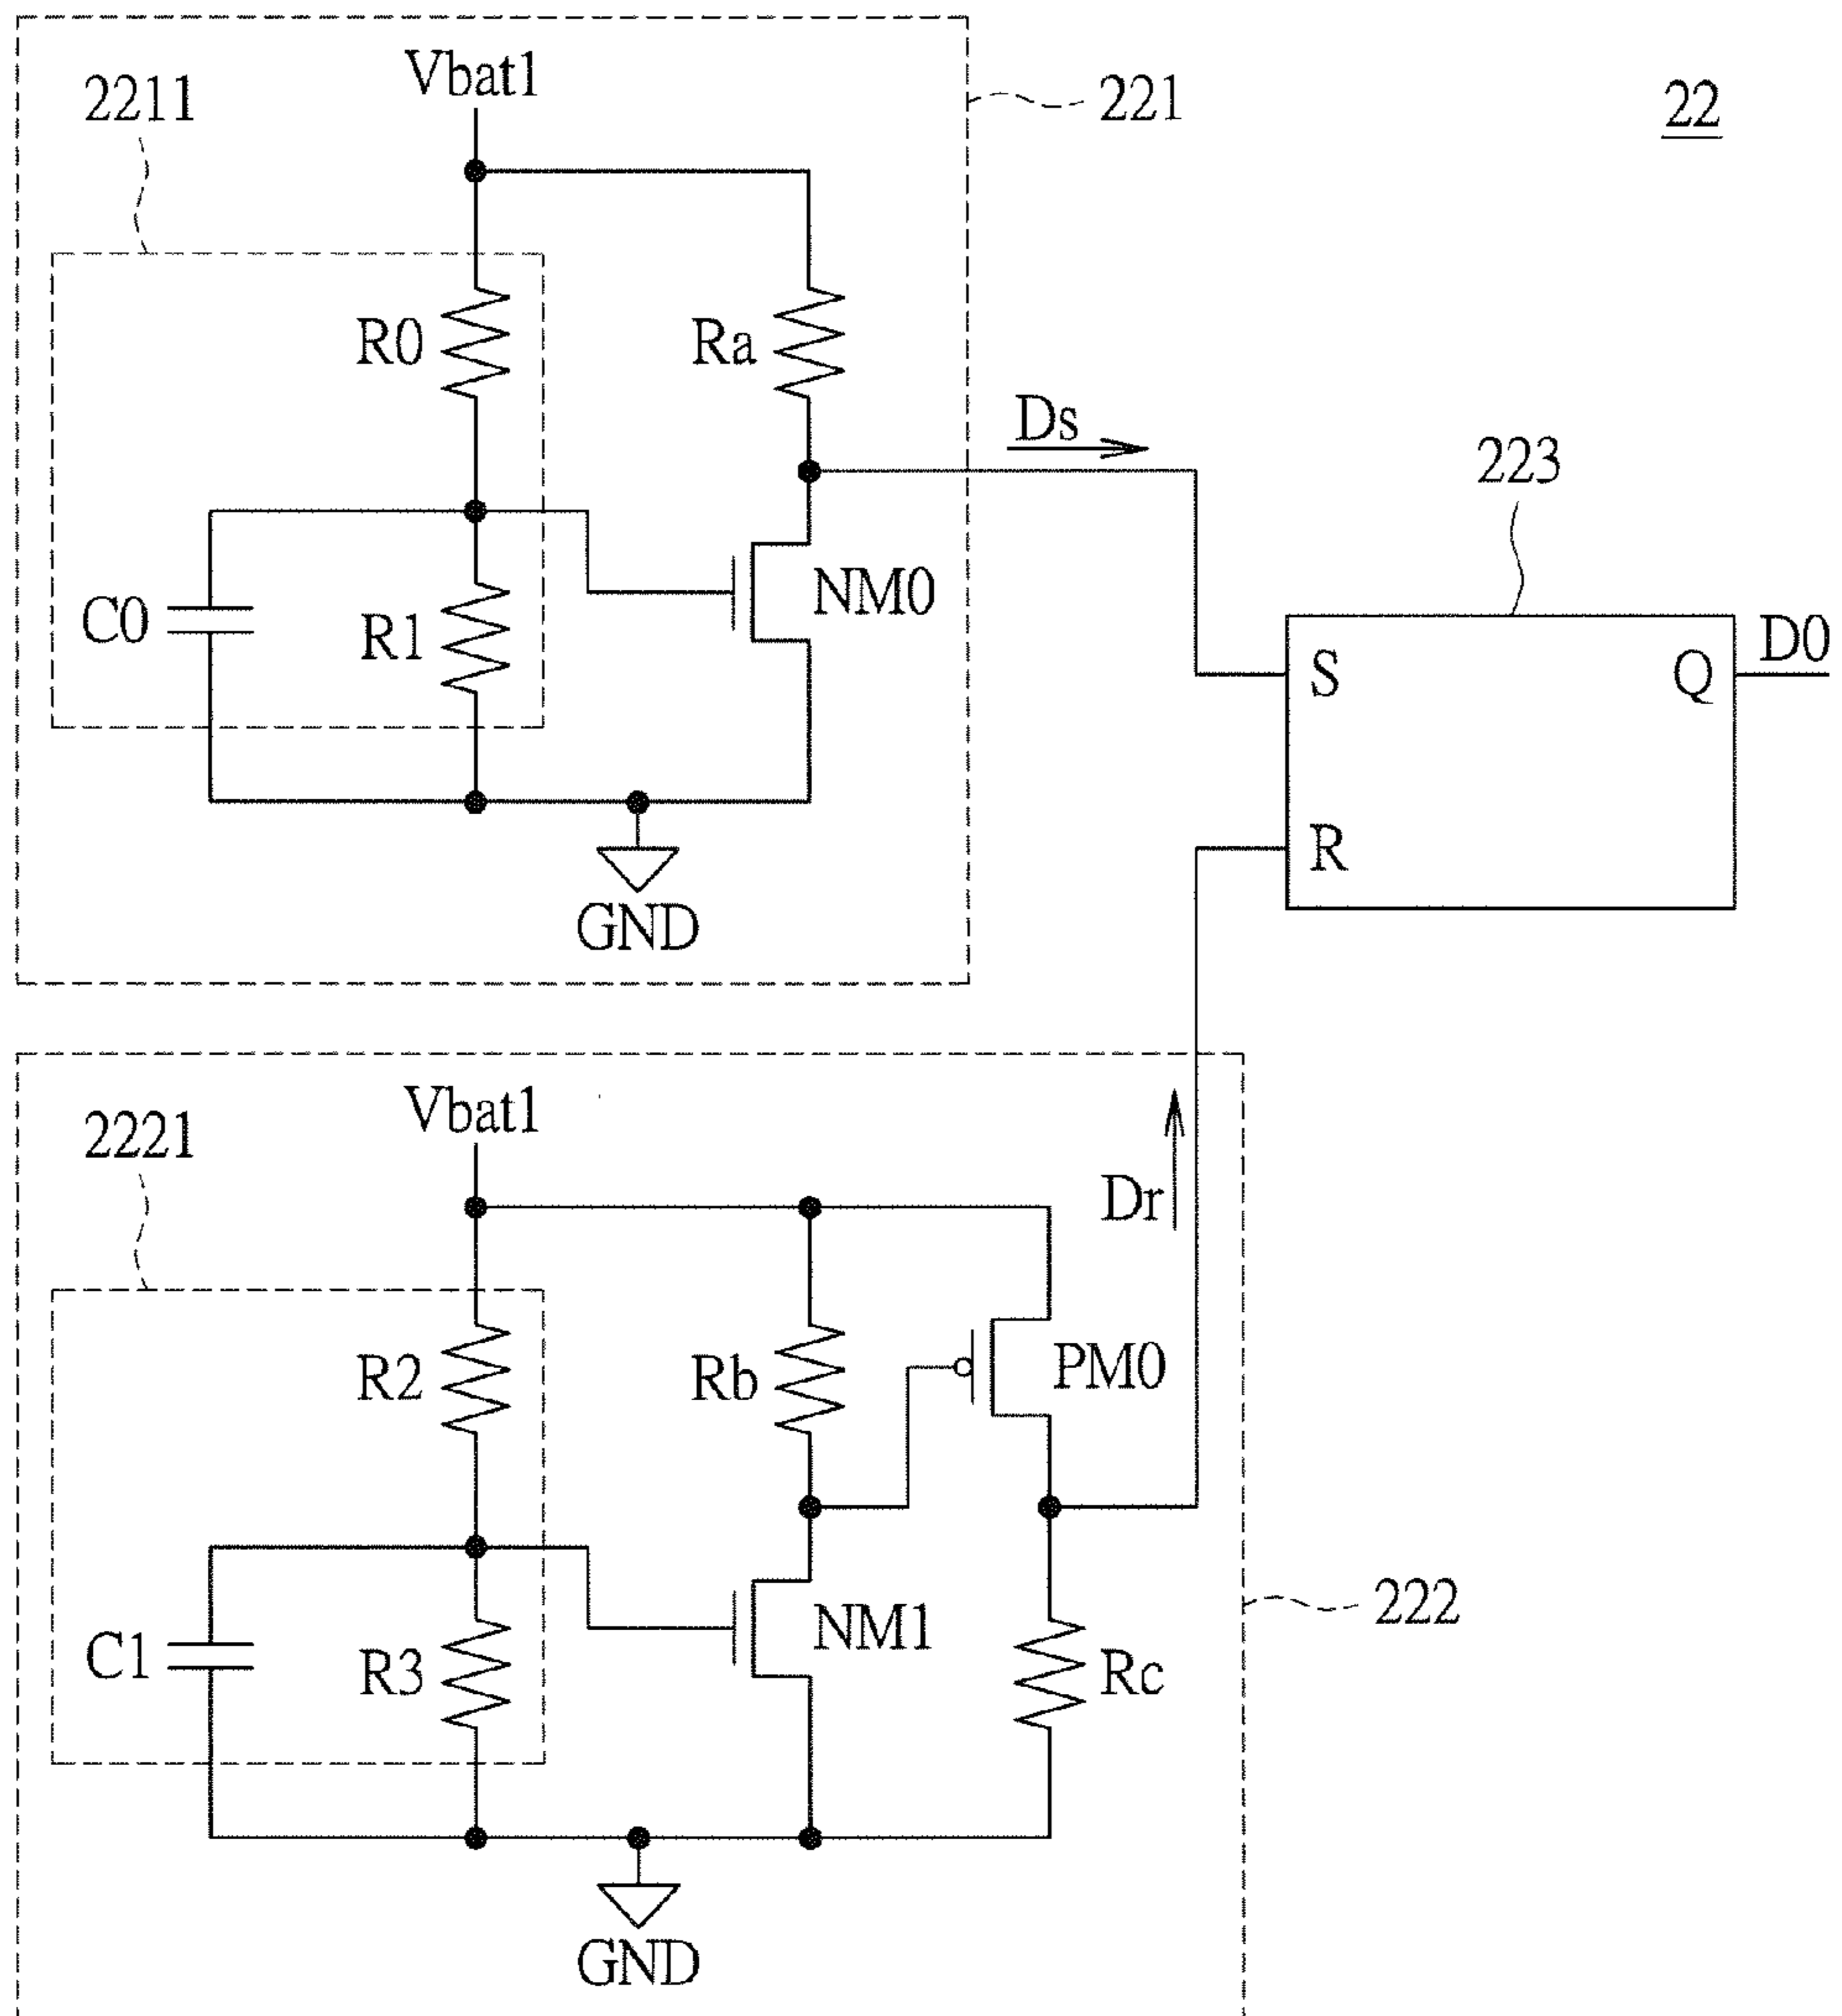 22
221
Vbat1
2211
R0
Ra
Ds
223
C0
R1
NM0
S
Q
D0
R
GND
Vbat1
2221
Dr
R2
Rb
PM0
C1
R3
NM1
Rc
222
GND